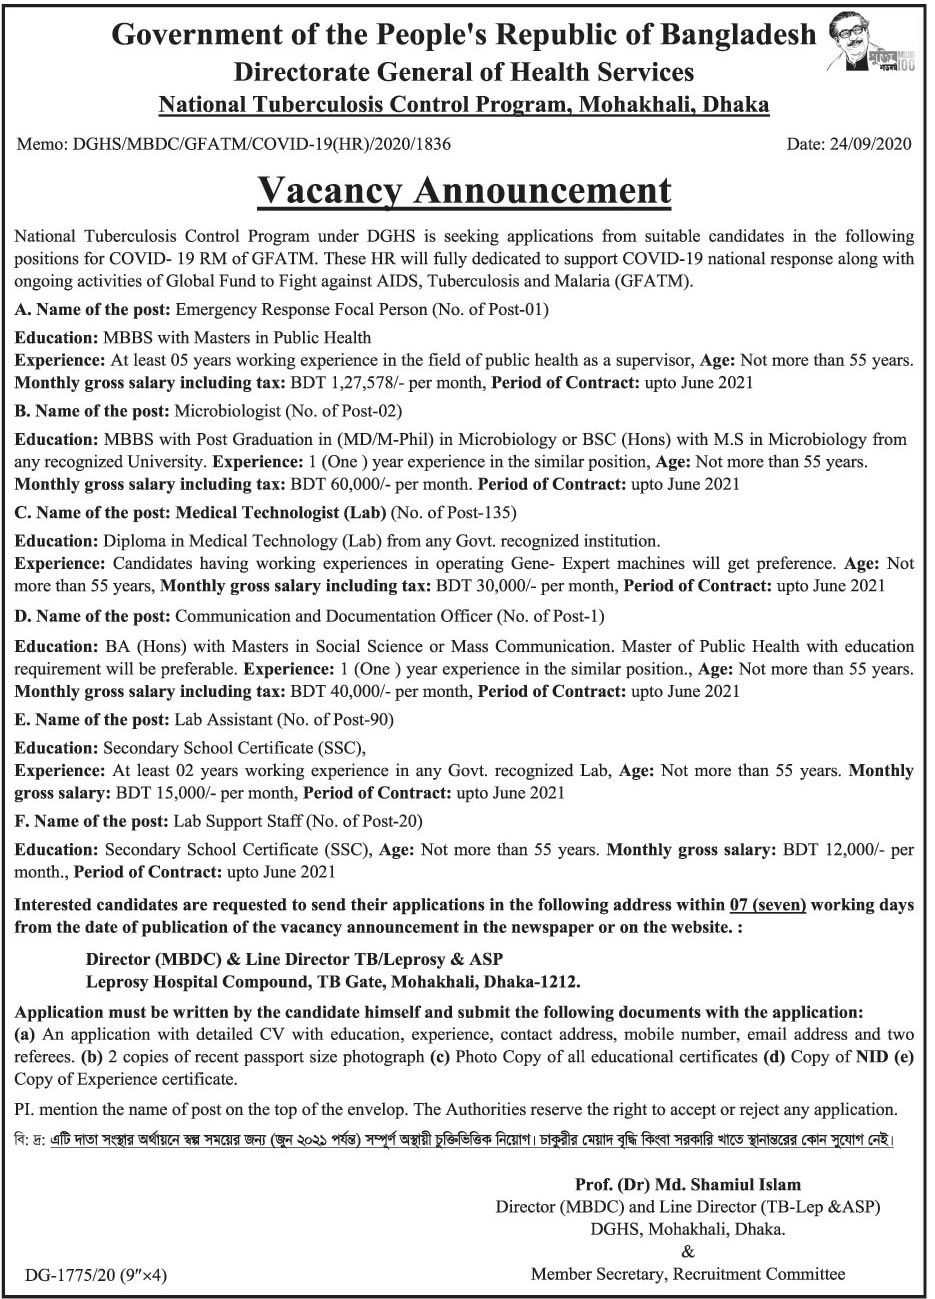 Government of the People's Republic of Bangladesh
মুজিব শতবর্ষ MUJIB 100
Directorate General of Health Services
National Tuberculosis Control Program, Mohakhali, Dhaka
Memo: DGHS/MBDC/GFATM/COVID-19(HR)/2020/1836 Date: 24/09/2020
Vacancy Announcement
National Tuberculosis Control Program under DGHS is seeking applications from suitable candidates in the following
positions for COVID- 19 RM of GFATM. These HR will fully dedicated to support COVID-19 national response along with
ongoing activities of Global Fund to Fight against AIDS, Tuberculosis and Malaria (GFATM).
A. Name of the post: Emergency Response Focal Person (No. of Post-01)
Education: MBBS with Masters in Public Health
Experience: At least 05 years working experience in the field of public health as a supervisor, Age: Not more than 55 years.
Monthly gross salary including tax: BDT 1,27,578/- per month, Period of Contract: upto June 2021
B. Name of the post: Microbiologist (No. of Post-02)
Education: MBBS with Post Graduation in (MD/M-Phil) in Microbiology or BSC (Hons) with M.S in Microbiology from
any recognized University. Experience: 1 (One ) year experience in the similar position, Age: Not more than 55 years.
Monthly gross salary including tax: BDT 60,000/- per month. Period of Contract: upto June 2021
C. Name of the post: Medical Technologist (Lab) (No. of Post-135)
Education: Diploma in Medical Technology (Lab) from any Govt. recognized institution.
Experience: Candidates having working experiences in operating Gene- Expert machines will get preference. Age: Not
more than 55 years, Monthly gross salary including tax: BDT 30,000/- per month, Period of Contract: upto June 2021
D. Name of the post: Communication and Documentation Officer (No. of Post-1)
Education: BA (Hons) with Masters in Social Science or Mass Communication. Master of Public Health with education
requirement will be preferable. Experience: 1 (One ) year experience in the similar position., Age: Not more than 55 years.
Monthly gross salary including tax: BDT 40,000/- per month, Period of Contract: upto June 2021
E. Name of the post: Lab Assistant (No. of Post-90)
Education: Secondary School Certificate (SSC),
Experience: At least 02 years working experience in any Govt. recognized Lab, Age: Not more than 55 years. Monthly
gross salary: BDT 15,000/- per month, Period of Contract: upto June 2021
F. Name of the post: Lab Support Staff (No. of Post-20)
Education: Secondary School Certificate (SSC), Age: Not more than 55 years. Monthly gross salary: BDT 12,000/- per
month., Period of Contract: upto June 2021
Interested candidates are requested to send their applications in the following address within 07 (seven) working days
from the date of publication of the vacancy announcement in the newspaper or on the website. :
Director (MBDC) & Line Director TB/Leprosy & ASP
Leprosy Hospital Compound, TB Gate, Mohakhali, Dhaka-1212.
Application must be written by the candidate himself and submit the following documents with the application:
(a) An application with detailed CV with education, experience, contact address, mobile number, email address and two
referees. (b) 2 copies of recent passport size photograph (c) Photo Copy of all educational certificates (d) Copy of NID (e)
Copy of Experience certificate.
PI. mention the name of post on the top of the envelop. The Authorities reserve the right to accept or reject any application.
বি: দ্র: এটি দাতা সংস্থার অর্থায়নে স্বল্প সময়ের জন্য (জুন ২০২১ পর্যন্ত) সম্পূর্ণ অস্থায়ী চুক্তিভিত্তিক নিয়োগ। চাকুরীর মেয়াদ বৃদ্ধি কিংবা সরকারি খাতে স্থানান্তরের কোন সুযোগ নেই।
Prof. (Dr) Md. Shamiul Islam
Director (MBDC) and Line Director (TB-Lep &ASP)
DGHS, Mohakhali, Dhaka.
&
Member Secretary, Recruitment Committee
DG-1775/20 (9″×4)